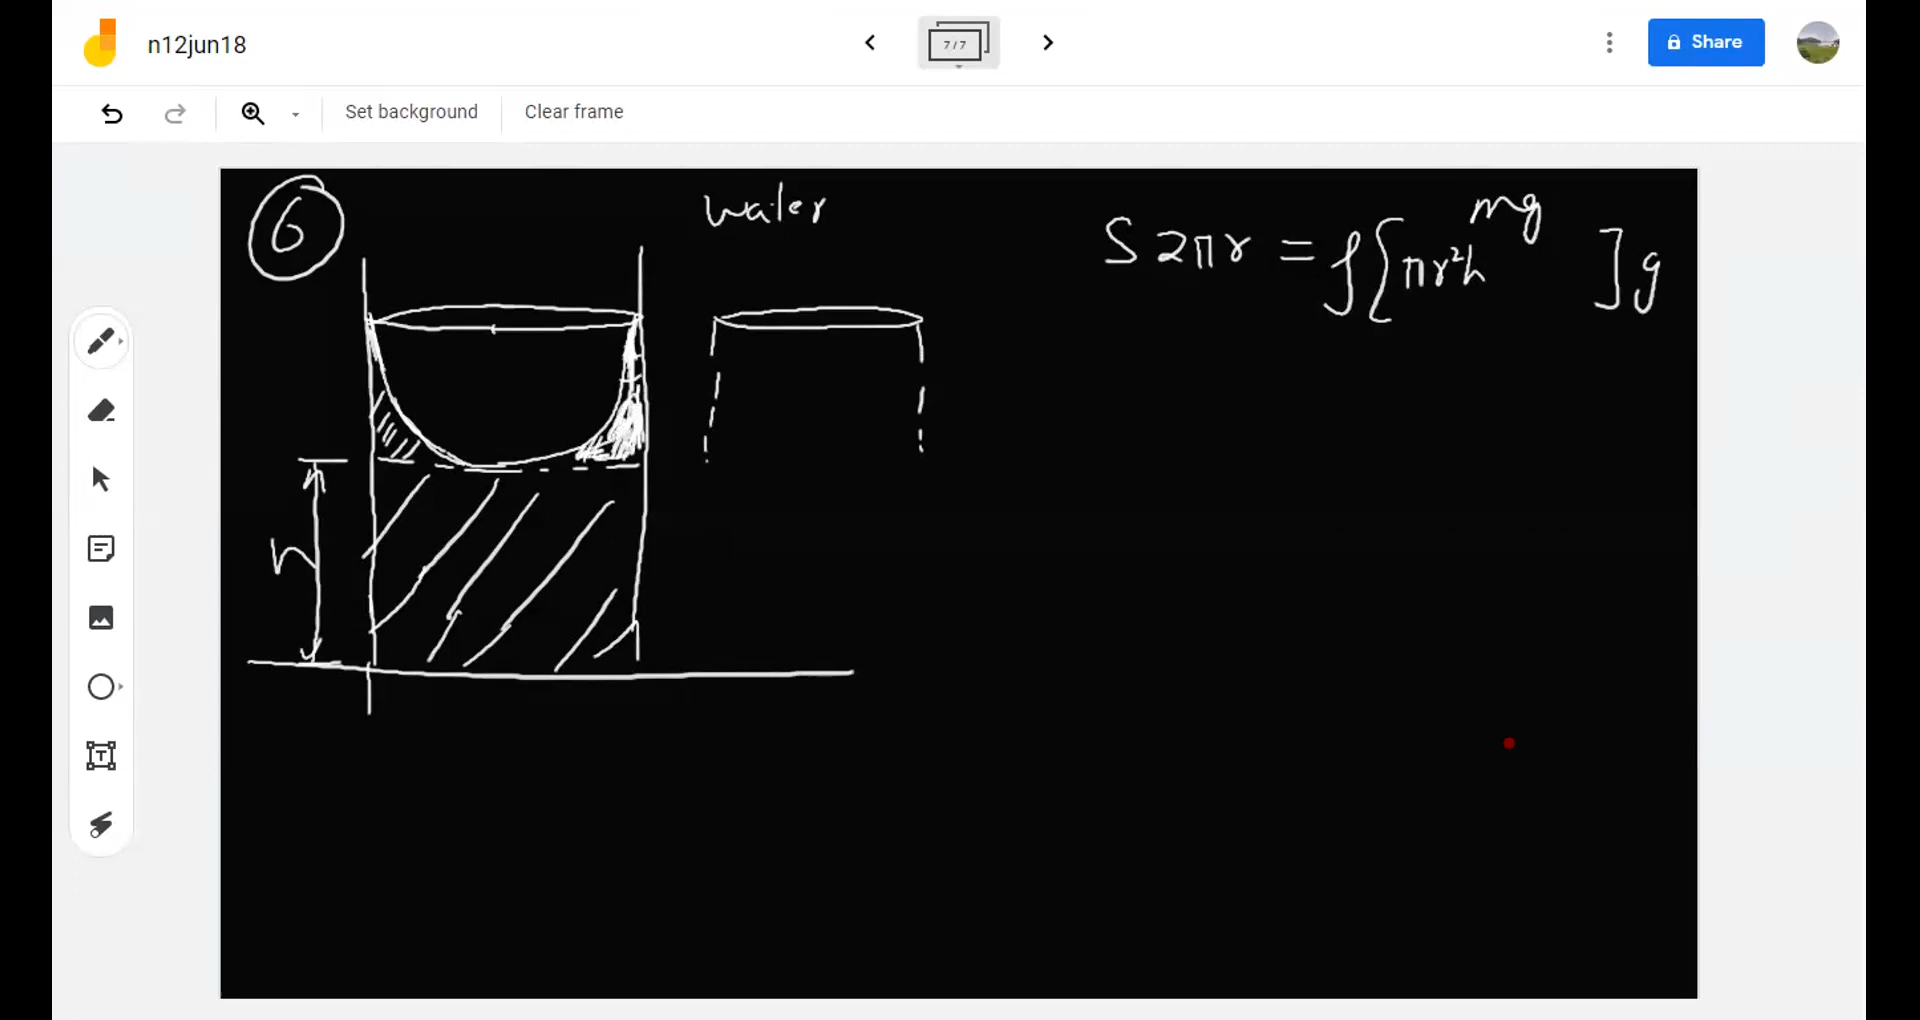 n12jun18
7/7
Share
Set background
Clear frame
6
water
mg
S 2πr = ρ[πr²h ]g
h